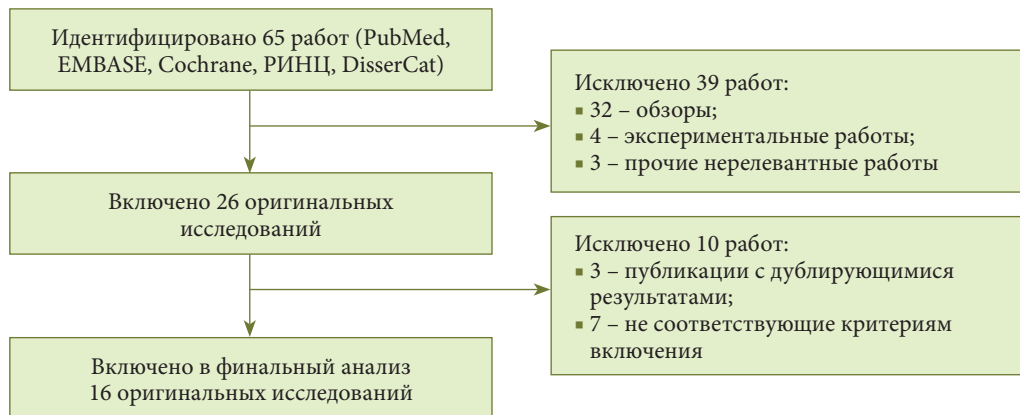 Идентифицировано 65 работ (PubMed,
EMBASE, Cochrane, РИНЦ, DisserCat)
Исключено 39 работ:
▪ 32 – обзоры;
▪ 4 – экспериментальные работы;
▪ 3 – прочие нерелевантные работы
Включено 26 оригинальных
исследований
Исключено 10 работ:
▪ 3 – публикации с дублирующимися
результатами;
▪ 7 – не соответствующие критериям
включения
Включено в финальный анализ
16 оригинальных исследований